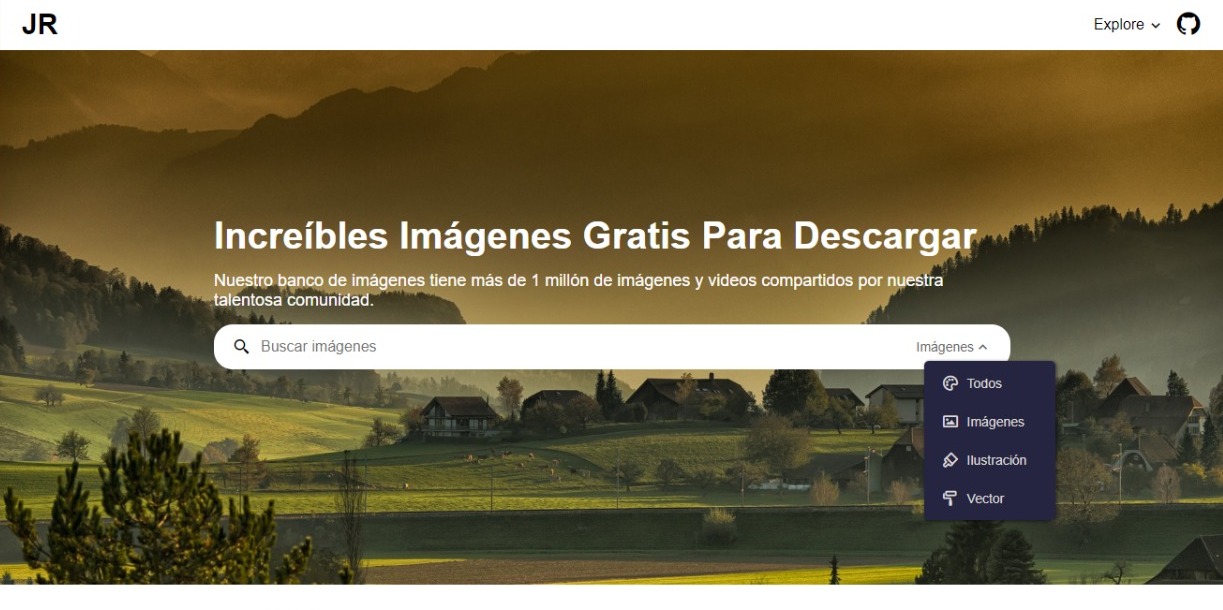 JR
Explore
Increíbles Imágenes Gratis Para Descargar
Nuestro banco de imágenes tiene más de 1 millón de imágenes y videos compartidos por nuestra
talentosa comunidad.
Buscar imágenes
Imágenes
Todos
Imágenes
Ilustración
Vector